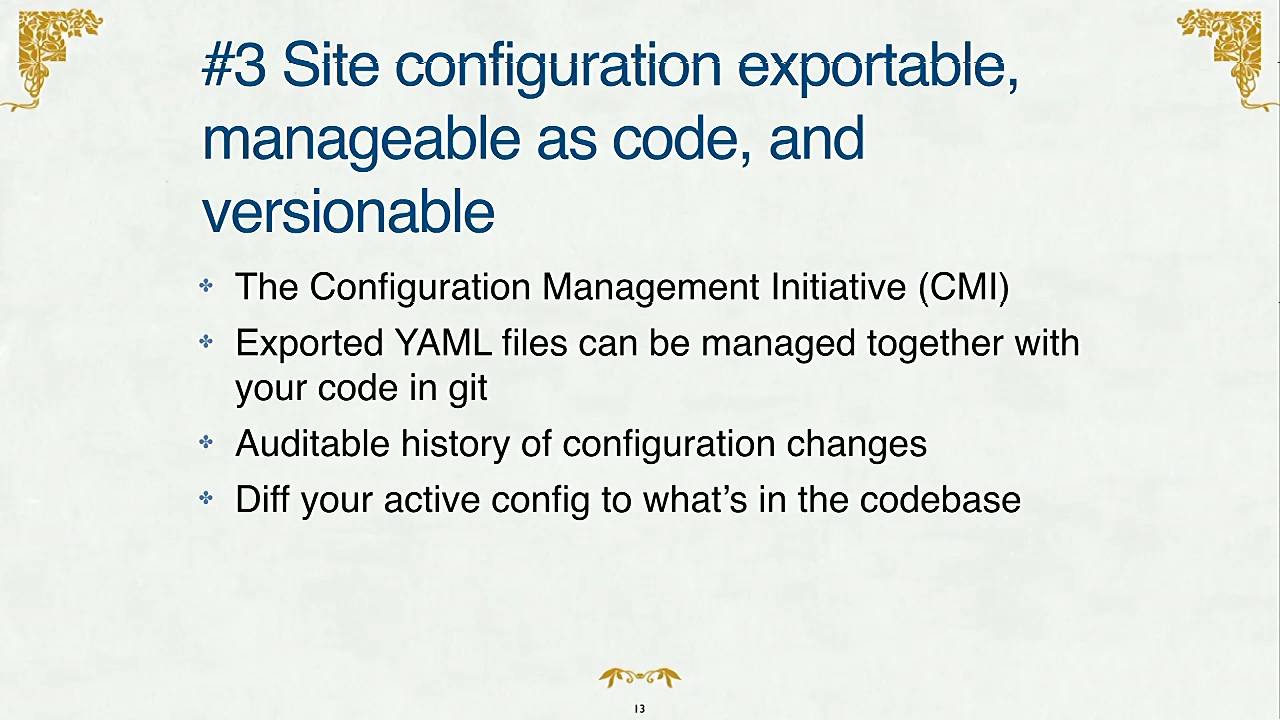 #3 Site configuration exportable,
manageable as code, and
versionable
The Configuration Management Initiative (CMI)
Exported YAML files can be managed together with
your code in git
Auditable history of configuration changes
Diff your active config to what’s in the codebase
13